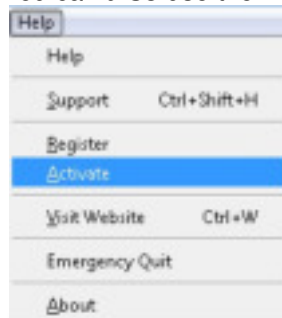 Help
Help
Support Ctrl+Shift+H
Register
Activate
Visit Website Ctrl+W
Emergency Quit
About